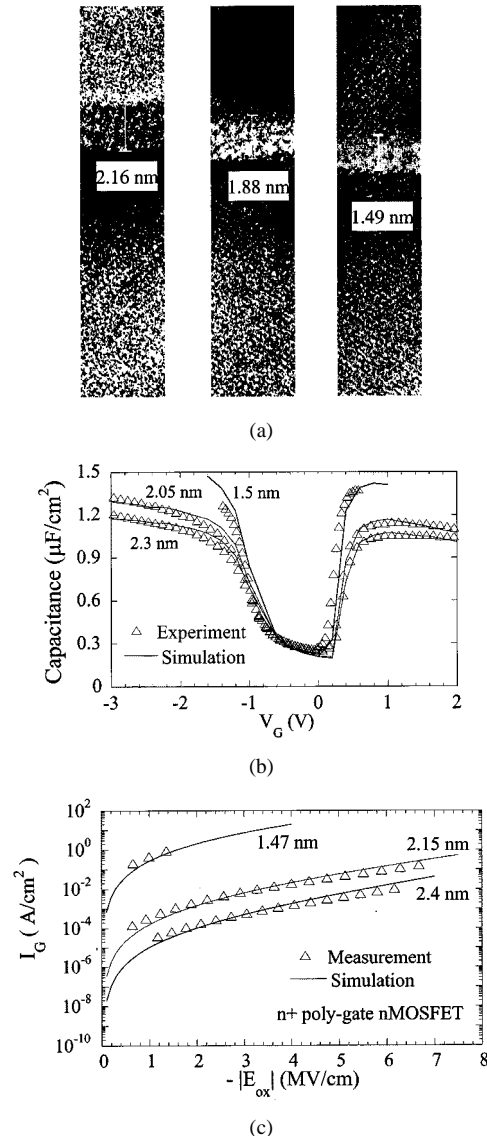 2.16 nm
1.88 nm
1.49 nm
(a)
1.5
1.2
0.9
0.6
0.3
0
Capacitance (μF/cm²)
2.05 nm
1.5 nm
2.3 nm
△ Experiment
— Simulation
-3 -2 -1 0 1 2
V_G (V)
(b)
10² 
10⁰
10⁻²
10⁻⁴
10⁻⁶
10⁻¹⁰
I_G ( A/cm²)
1.47 nm
2.15 nm
2.4 nm
△ Measurement
— Simulation
n+ poly-gate nMOSFET
0 1 2 3 4 5 6 7 8
- |E_ox| (MV/cm)
(c)